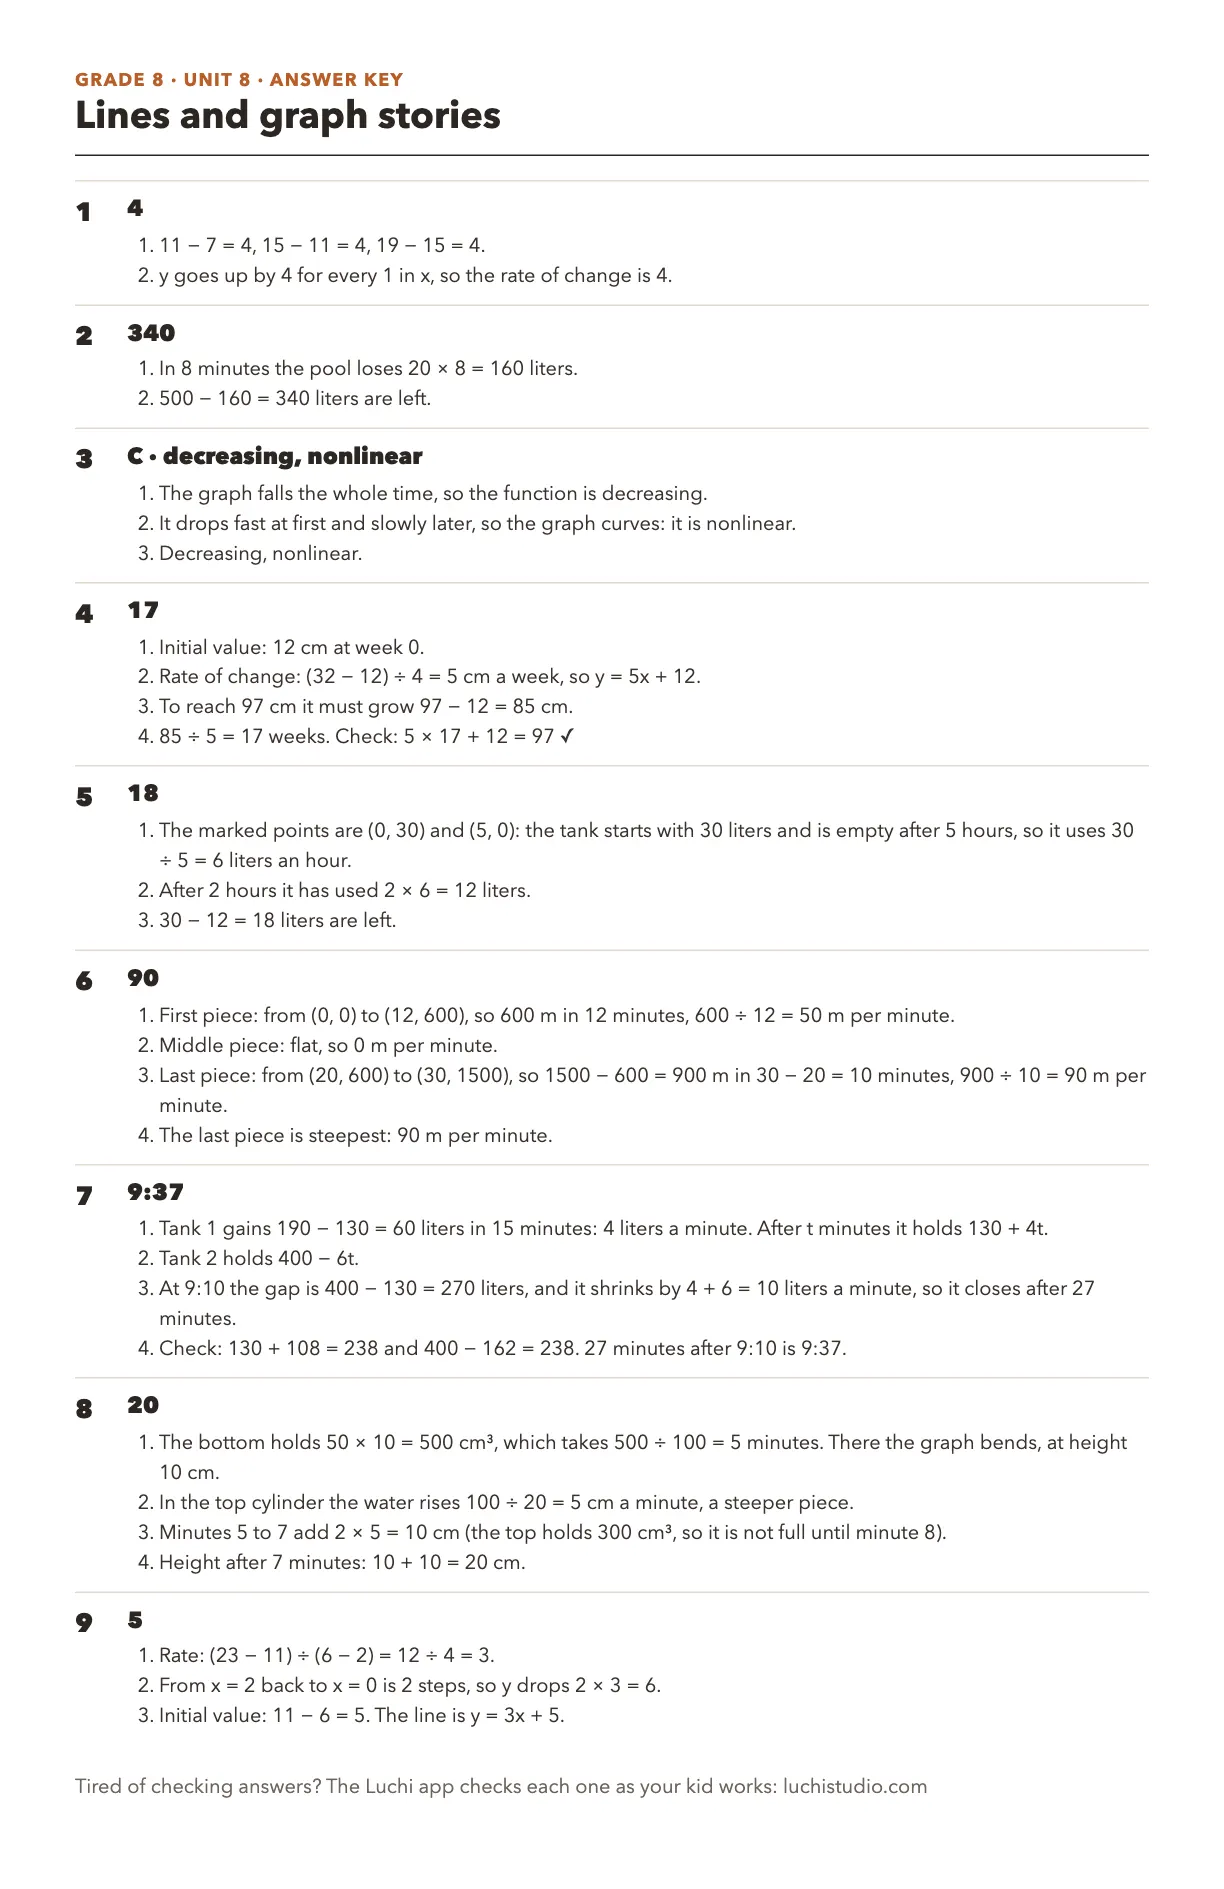 GRADE 8 · UNIT 8 · ANSWER KEY
Lines and graph stories
1 4
1. 11 − 7 = 4, 15 − 11 = 4, 19 − 15 = 4.
2. y goes up by 4 for every 1 in x, so the rate of change is 4.
2 340
1. In 8 minutes the pool loses 20 × 8 = 160 liters.
2. 500 − 160 = 340 liters are left.
3 C · decreasing, nonlinear
1. The graph falls the whole time, so the function is decreasing.
2. It drops fast at first and slowly later, so the graph curves: it is nonlinear.
3. Decreasing, nonlinear.
4 17
1. Initial value: 12 cm at week 0.
2. Rate of change: (32 − 12) ÷ 4 = 5 cm a week, so y = 5x + 12.
3. To reach 97 cm it must grow 97 − 12 = 85 cm.
4. 85 ÷ 5 = 17 weeks. Check: 5 × 17 + 12 = 97 ✓
5 18
1. The marked points are (0, 30) and (5, 0): the tank starts with 30 liters and is empty after 5 hours, so it uses 30
÷ 5 = 6 liters an hour.
2. After 2 hours it has used 2 × 6 = 12 liters.
3. 30 − 12 = 18 liters are left.
6 90
1. First piece: from (0, 0) to (12, 600), so 600 m in 12 minutes, 600 ÷ 12 = 50 m per minute.
2. Middle piece: flat, so 0 m per minute.
3. Last piece: from (20, 600) to (30, 1500), so 1500 − 600 = 900 m in 30 − 20 = 10 minutes, 900 ÷ 10 = 90 m per
minute.
4. The last piece is steepest: 90 m per minute.
7 9:37
1. Tank 1 gains 190 − 130 = 60 liters in 15 minutes: 4 liters a minute. After t minutes it holds 130 + 4t.
2. Tank 2 holds 400 − 6t.
3. At 9:10 the gap is 400 − 130 = 270 liters, and it shrinks by 4 + 6 = 10 liters a minute, so it closes after 27
minutes.
4. Check: 130 + 108 = 238 and 400 − 162 = 238. 27 minutes after 9:10 is 9:37.
8 20
1. The bottom holds 50 × 10 = 500 cm³, which takes 500 ÷ 100 = 5 minutes. There the graph bends, at height
10 cm.
2. In the top cylinder the water rises 100 ÷ 20 = 5 cm a minute, a steeper piece.
3. Minutes 5 to 7 add 2 × 5 = 10 cm (the top holds 300 cm³, so it is not full until minute 8).
4. Height after 7 minutes: 10 + 10 = 20 cm.
9 5
1. Rate: (23 − 11) ÷ (6 − 2) = 12 ÷ 4 = 3.
2. From x = 2 back to x = 0 is 2 steps, so y drops 2 × 3 = 6.
3. Initial value: 11 − 6 = 5. The line is y = 3x + 5.
Tired of checking answers? The Luchi app checks each one as your kid works: luchistudio.com